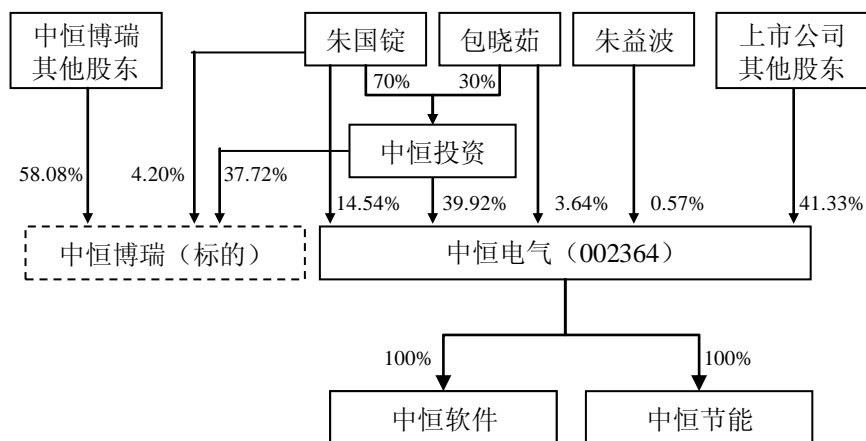 中恒博瑞
其他股东
朱国锭
包晓茹
朱益波
上市公司
其他股东
70%
30%
中恒投资
58.08%
4.20%
37.72%
14.54%
39.92%
3.64%
0.57%
41.33%
中恒博瑞（标的）
中恒电气（002364）
100%
100%
中恒软件
中恒节能